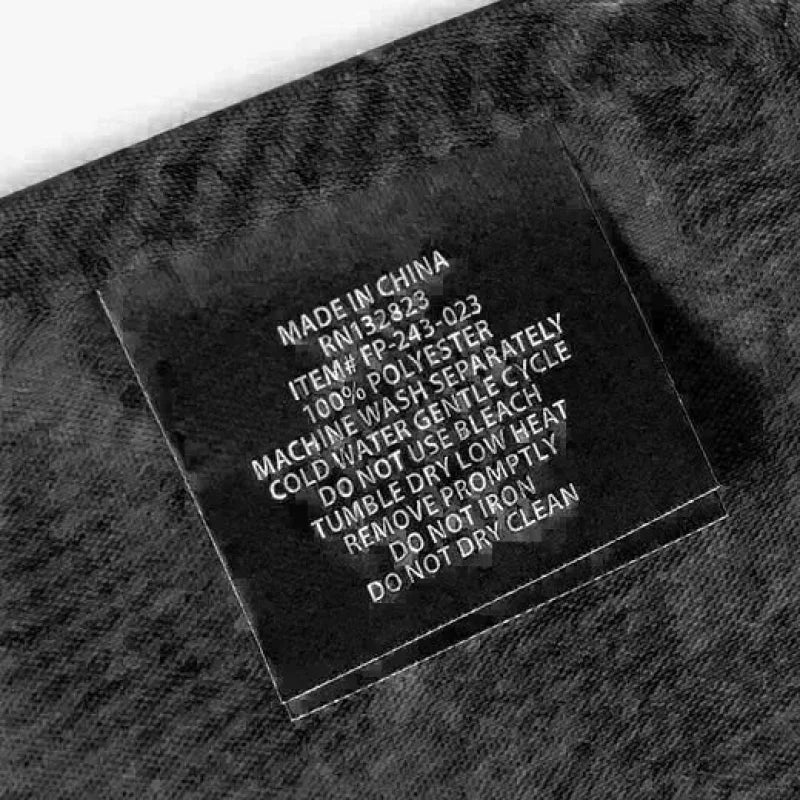 MADE IN CHINA
RN132823
ITEM# FP-243-023
100% POLYESTER
MACHINE WASH SEPARATELY
COLD WATER GENTLE CYCLE
DO NOT USE BLEACH
TUMBLE DRY LOW HEAT
REMOVE PROMPTLY
DO NOT IRON
DO NOT DRY CLEAN